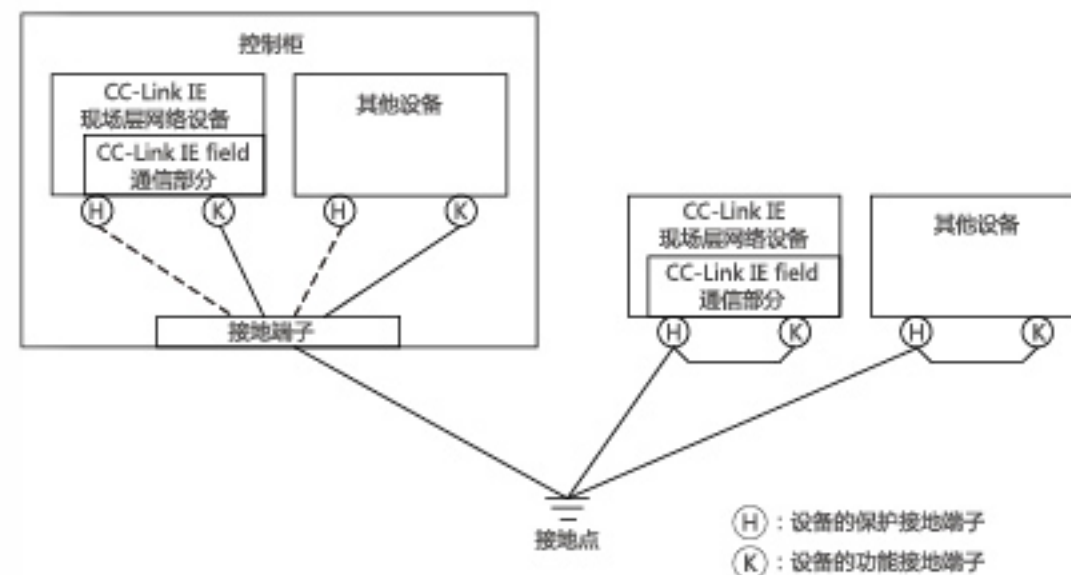 控制柜
CC-Link IE
现场层网络设备
CC-Link IE field
通信部分
其他设备
H
K
H
K
接地端子
CC-Link IE
现场层网络设备
CC-Link IE field
通信部分
其他设备
H
K
H
K
接地点
H：设备的保护接地端子
K：设备的功能接地端子